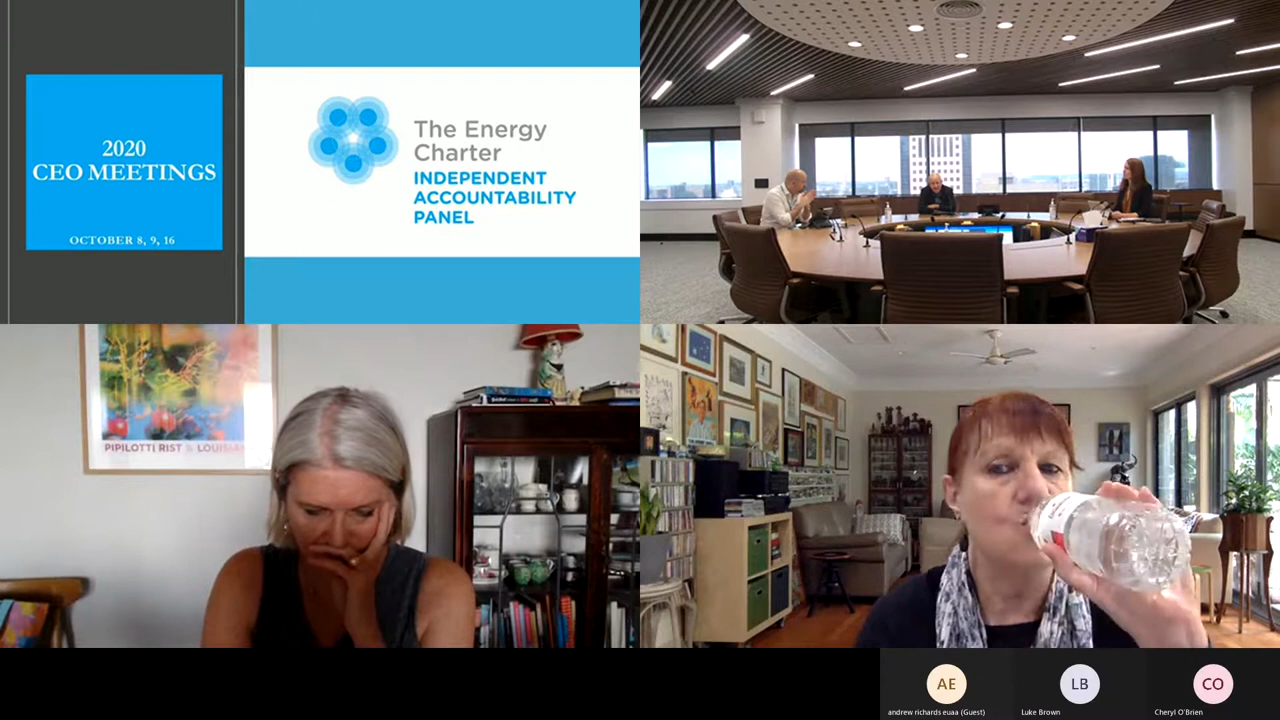 2020
CEO MEETINGS
OCTOBER 8, 9, 16
The Energy
Charter
INDEPENDENT
ACCOUNTABILITY
PANEL
PIPILOTTI RIST & LOUISIAN
AE
LB
CO
andrew richards euaa (Guest)
Luke Brown
Cheryl O'Brien